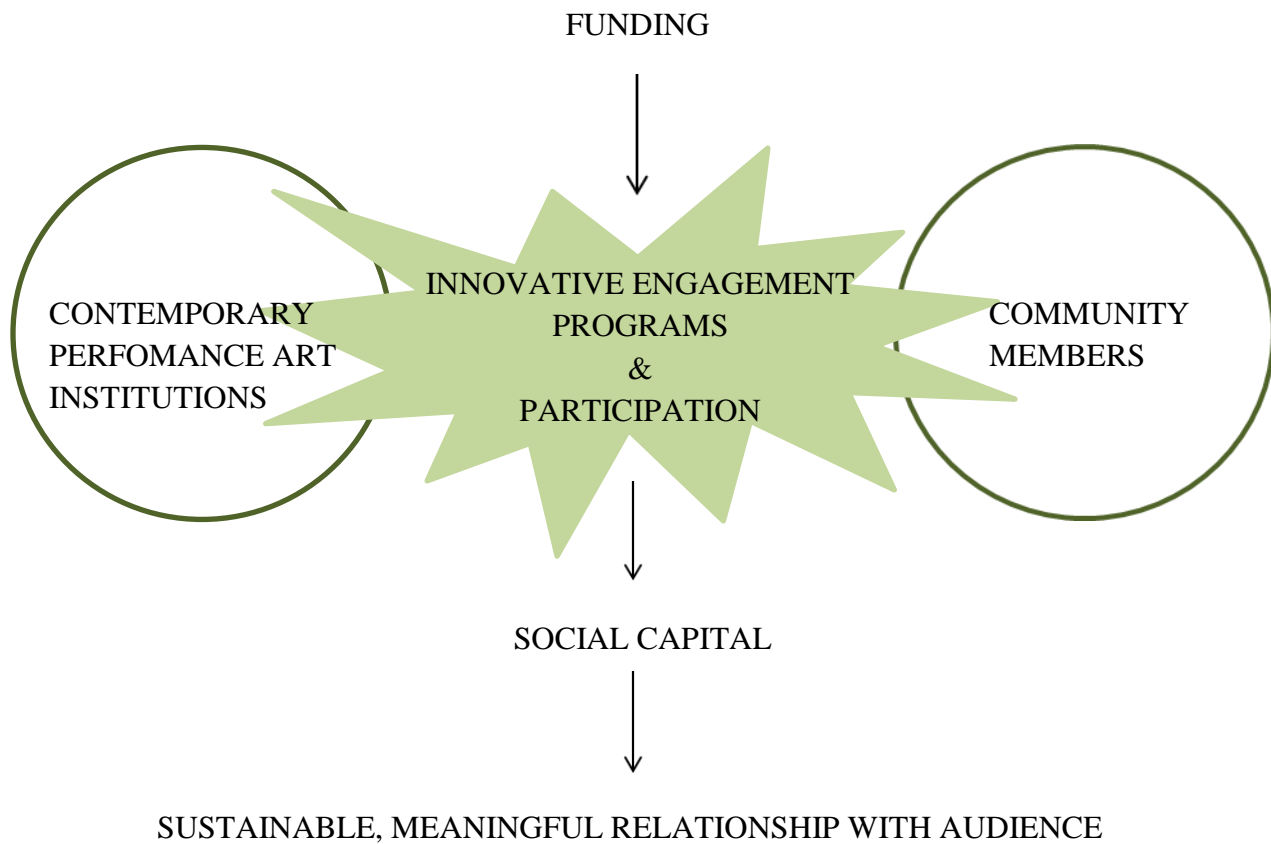 FUNDING
CONTEMPORARY
PERFOMANCE ART
INSTITUTIONS
INNOVATIVE ENGAGEMENT
PROGRAMS
&
PARTICIPATION
COMMUNITY
MEMBERS
SOCIAL CAPITAL
SUSTAINABLE, MEANINGFUL RELATIONSHIP WITH AUDIENCE